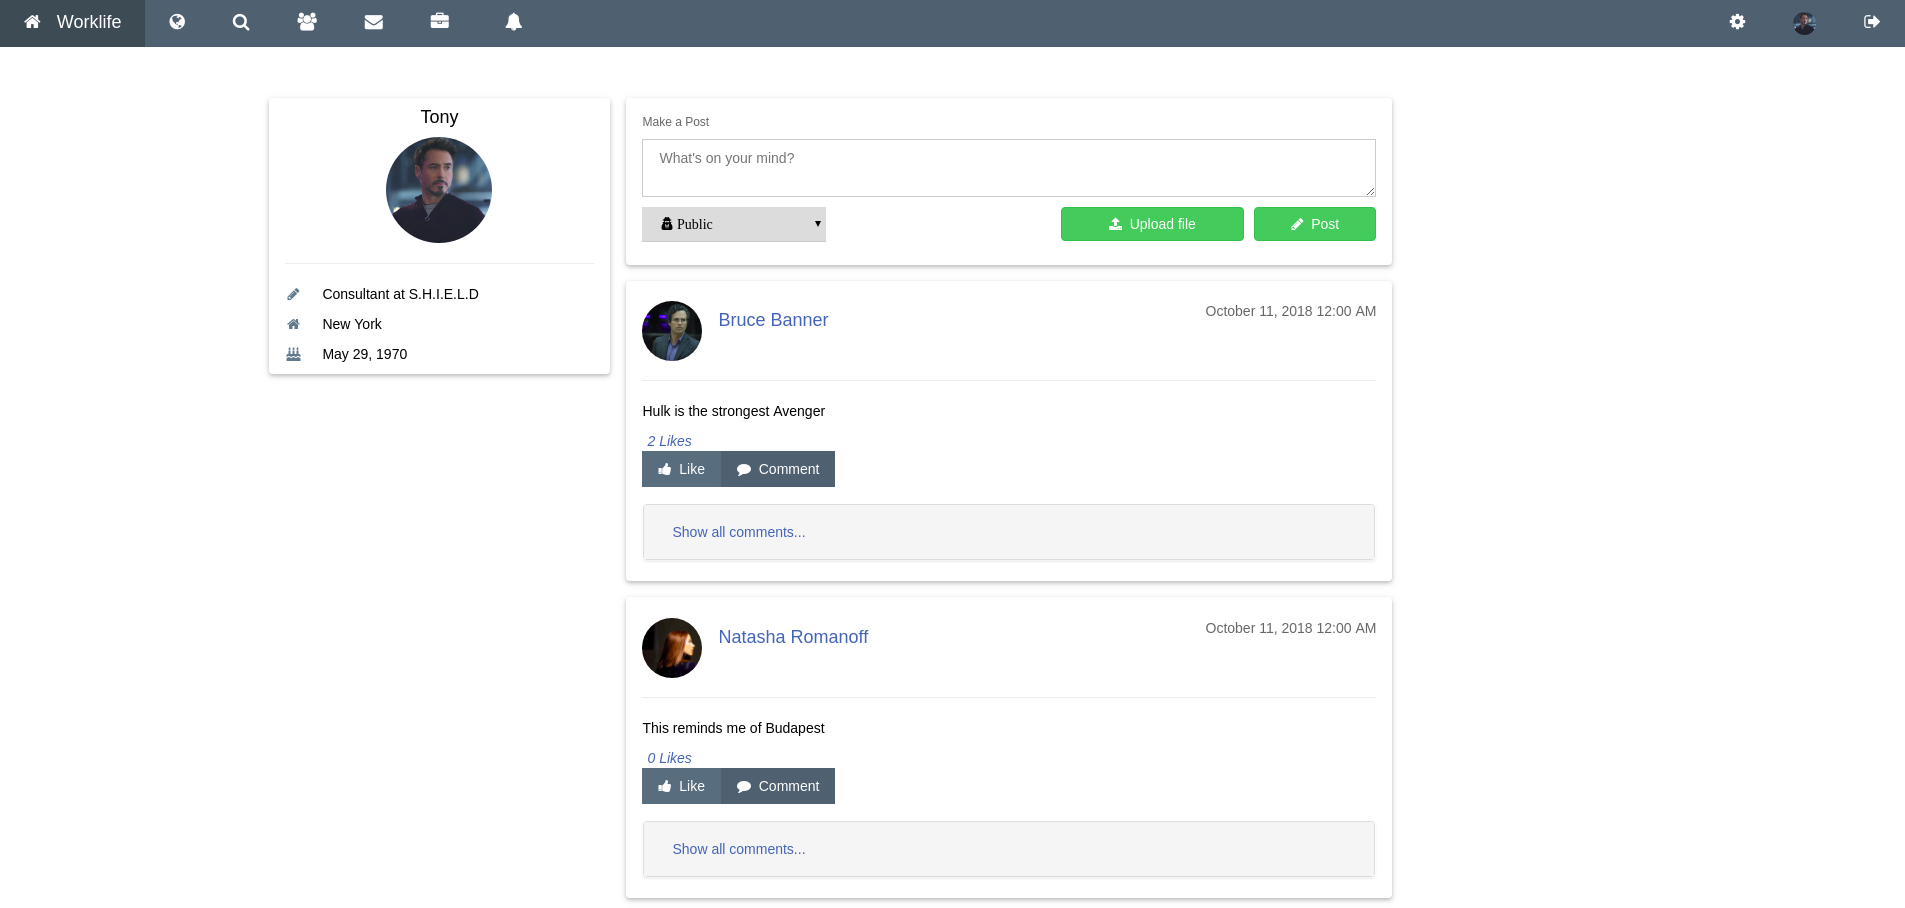 Worklife
Tony
Consultant at S.H.I.E.L.D
New York
May 29, 1970
Make a Post
What's on your mind?
Public
Upload file
Post
Bruce Banner
October 11, 2018 12:00 AM
Hulk is the strongest Avenger
2 Likes
Like
Comment
Show all comments...
Natasha Romanoff
October 11, 2018 12:00 AM
This reminds me of Budapest
0 Likes
Like
Comment
Show all comments...